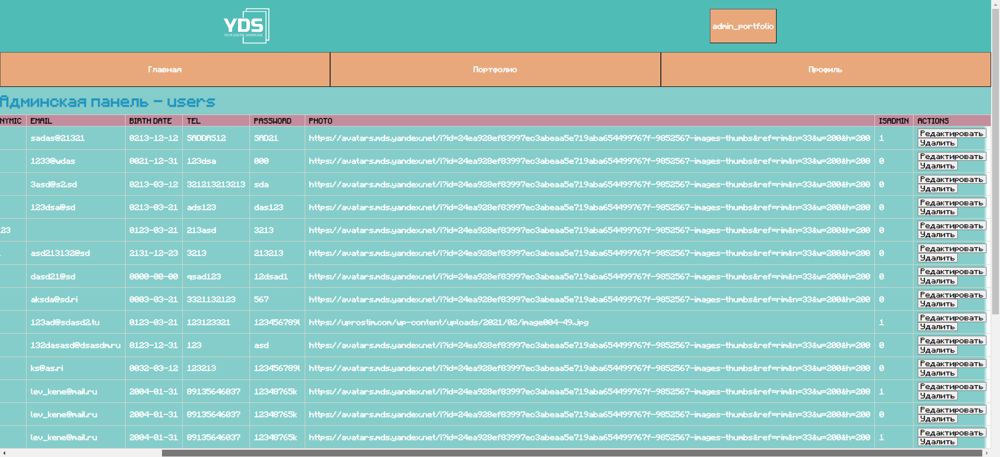 YDS
YOUR DIGITAL SHOWCASE
admin_portfolio
Главная Портфолио Профиль
Админская панель - users
NYMIC EMAIL BIRTH DATE TEL PASSWORD PHOTO ISADMIN ACTIONS
sadas@21321 0213-12-12 SADDAS12 SAD21 https://avatars.mds.yandex.net/i?id=24ea928ef83997ec3abeaa5e719aba654499767f-9852567-images-thumbs&ref=rim&n=33&w=200&h=200 1 Редактировать
Удалить
1233@wdas 0021-12-31 123dsa 000 https://avatars.mds.yandex.net/i?id=24ea928ef83997ec3abeaa5e719aba654499767f-9852567-images-thumbs&ref=rim&n=33&w=200&h=200 0 Редактировать
Удалить
3asd@s2.sd 0213-03-12 321213213213 sda https://avatars.mds.yandex.net/i?id=24ea928ef83997ec3abeaa5e719aba654499767f-9852567-images-thumbs&ref=rim&n=33&w=200&h=200 0 Редактировать
Удалить
123dsa@sd 0213-03-21 ads123 das123 https://avatars.mds.yandex.net/i?id=24ea928ef83997ec3abeaa5e719aba654499767f-9852567-images-thumbs&ref=rim&n=33&w=200&h=200 0 Редактировать
Удалить
23 0123-03-21 213asd 3213 https://avatars.mds.yandex.net/i?id=24ea928ef83997ec3abeaa5e719aba654499767f-9852567-images-thumbs&ref=rim&n=33&w=200&h=200 0 Редактировать
Удалить
asd213132@sd 2131-12-23 3213 213213 https://avatars.mds.yandex.net/i?id=24ea928ef83997ec3abeaa5e719aba654499767f-9852567-images-thumbs&ref=rim&n=33&w=200&h=200 0 Редактировать
Удалить
dasd21@sd 0000-00-00 qsad123 12dsad1 https://avatars.mds.yandex.net/i?id=24ea928ef83997ec3abeaa5e719aba654499767f-9852567-images-thumbs&ref=rim&n=33&w=200&h=200 0 Редактировать
Удалить
aksda@sd.ri 0003-03-21 3321132123 567 https://avatars.mds.yandex.net/i?id=24ea928ef83997ec3abeaa5e719aba654499767f-9852567-images-thumbs&ref=rim&n=33&w=200&h=200 0 Редактировать
Удалить
123ad@sdasd2.tu 0123-03-21 123123321 123456789l https://uprostim.com/wp-content/uploads/2021/02/image004-49.jpg 1 Редактировать
Удалить
132dasasd@dsasdm.ru 0123-12-31 123 asd https://avatars.mds.yandex.net/i?id=24ea928ef83997ec3abeaa5e719aba654499767f-9852567-images-thumbs&ref=rim&n=33&w=200&h=200 0 Редактировать
Удалить
ks@as.ri 0032-03-12 123213 123456789l https://avatars.mds.yandex.net/i?id=24ea928ef83997ec3abeaa5e719aba654499767f-9852567-images-thumbs&ref=rim&n=33&w=200&h=200 0 Редактировать
Удалить
lev_kene@mail.ru 2004-01-31 89135646037 12348765k https://avatars.mds.yandex.net/i?id=24ea928ef83997ec3abeaa5e719aba654499767f-9852567-images-thumbs&ref=rim&n=33&w=200&h=200 1 Редактировать
Удалить
lev_kene@mail.ru 2004-01-31 89135646037 12348765k https://avatars.mds.yandex.net/i?id=24ea928ef83997ec3abeaa5e719aba654499767f-9852567-images-thumbs&ref=rim&n=33&w=200&h=200 0 Редактировать
Удалить
lev_kene@mail.ru 2004-01-31 89135646037 12348765k https://avatars.mds.yandex.net/i?id=24ea928ef83997ec3abeaa5e719aba654499767f-9852567-images-thumbs&ref=rim&n=33&w=200&h=200 1 Редактировать
Удалить